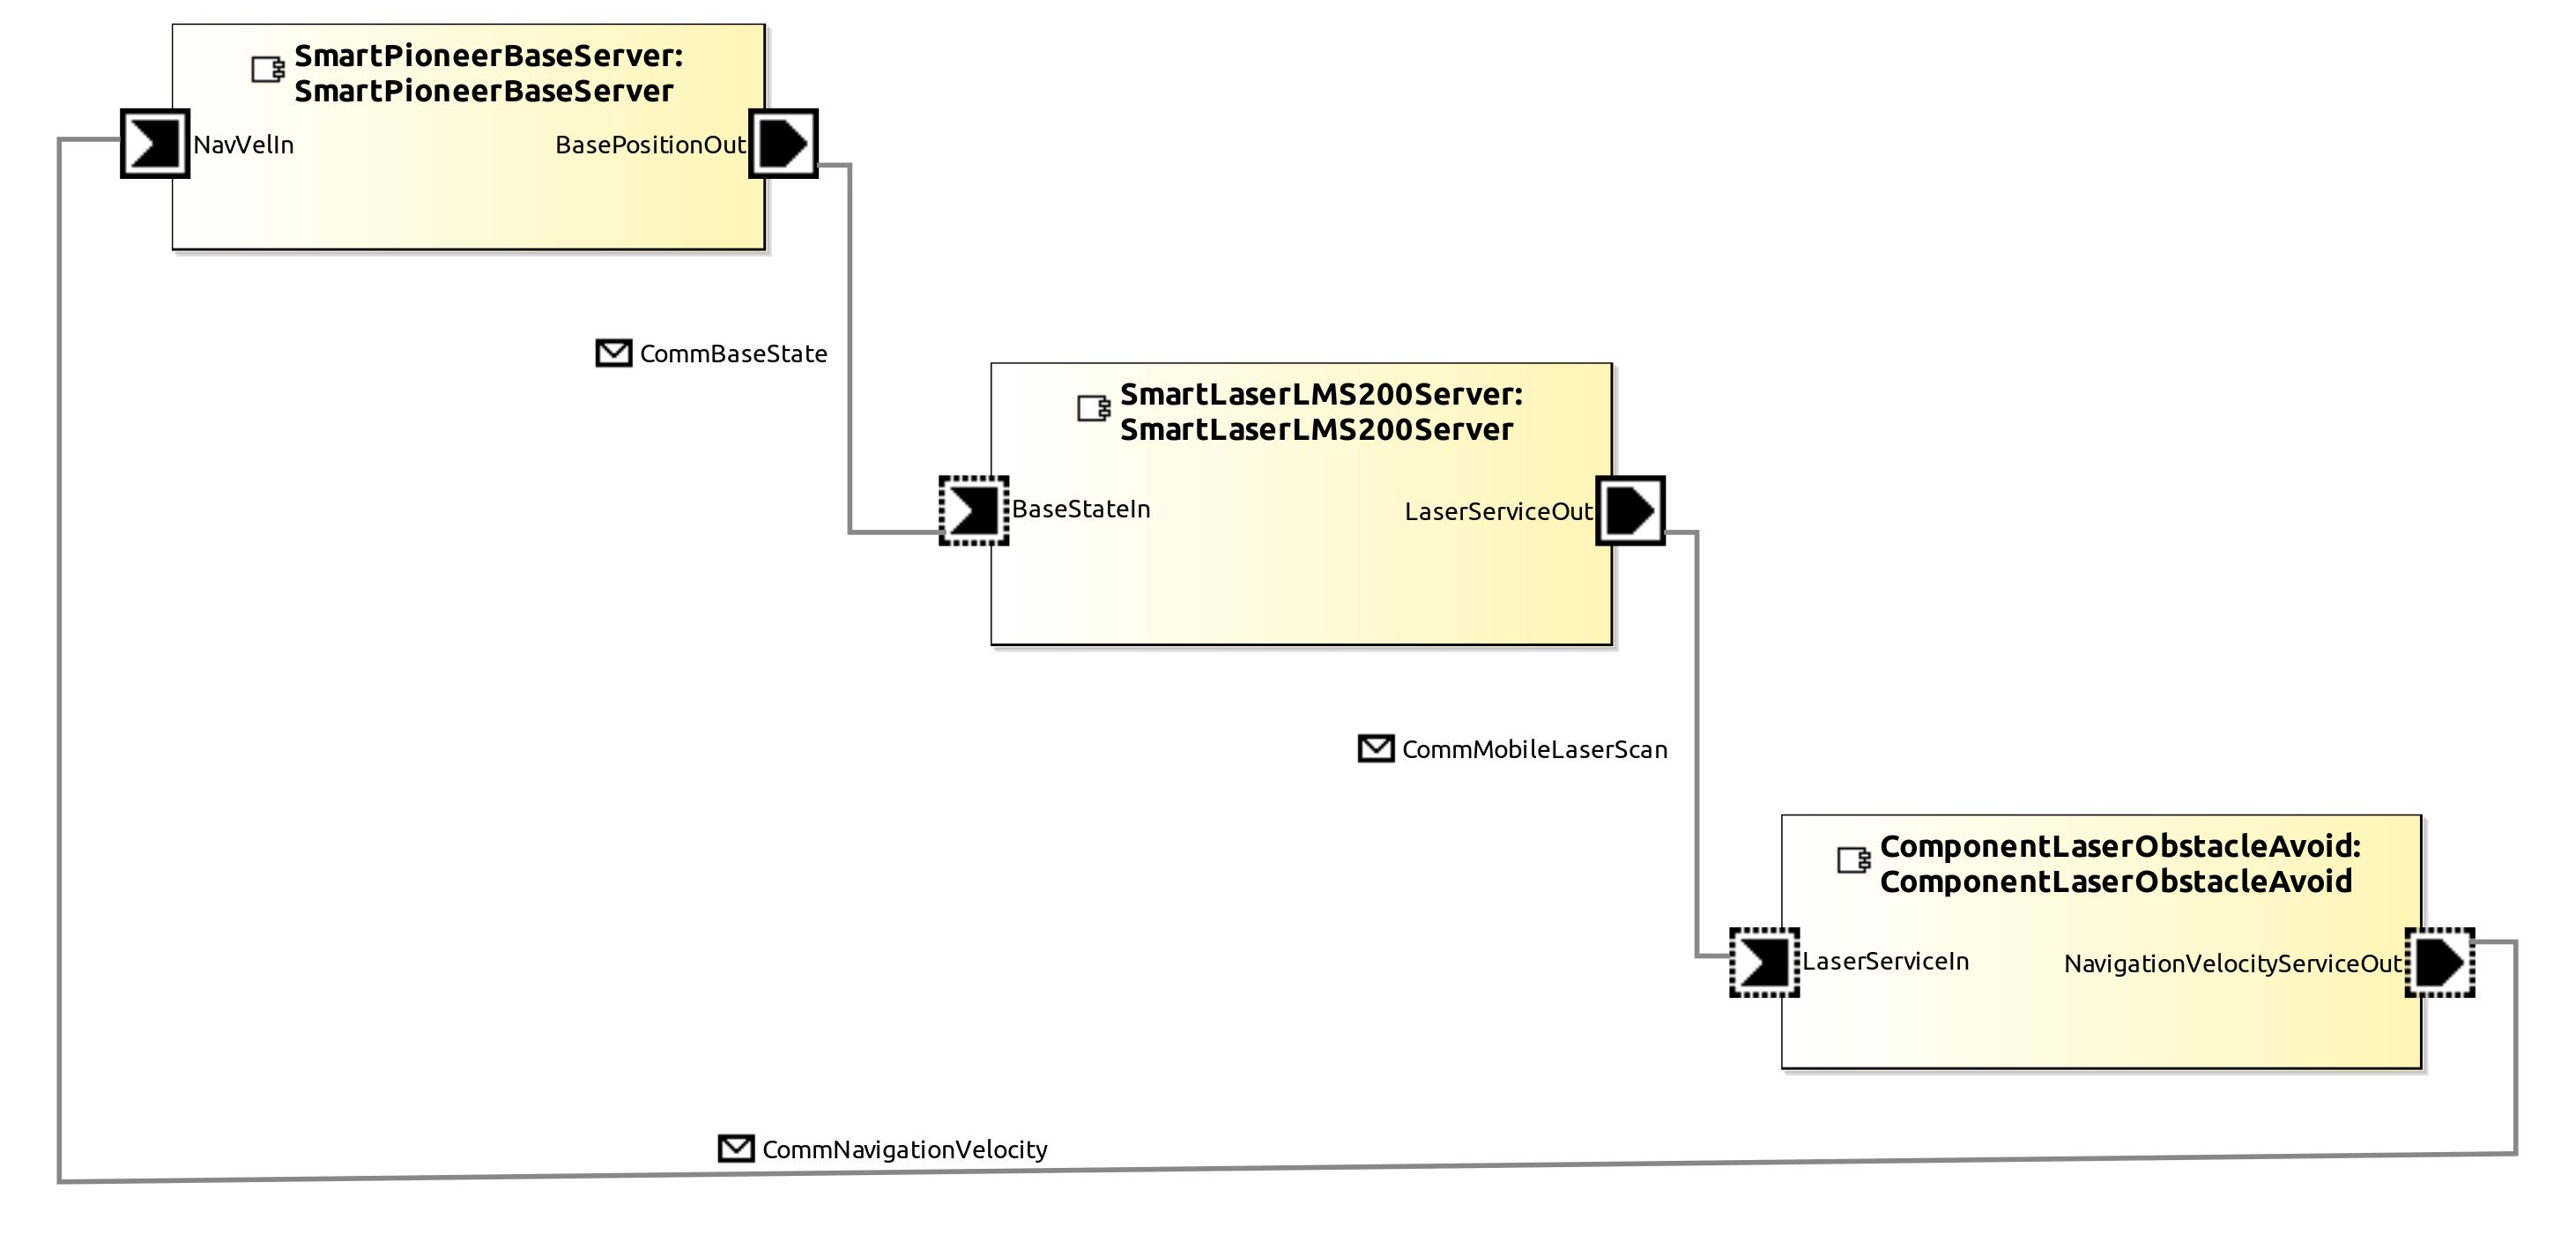 SmartPioneerBaseServer:
SmartPioneerBaseServer
NavVelIn
BasePositionOut
CommBaseState
SmartLaserLMS200Server:
SmartLaserLMS200Server
BaseStateIn
LaserServiceOut
CommMobileLaserScan
ComponentLaserObstacleAvoid:
ComponentLaserObstacleAvoid
LaserServiceIn
NavigationVelocityServiceOut
CommNavigationVelocity